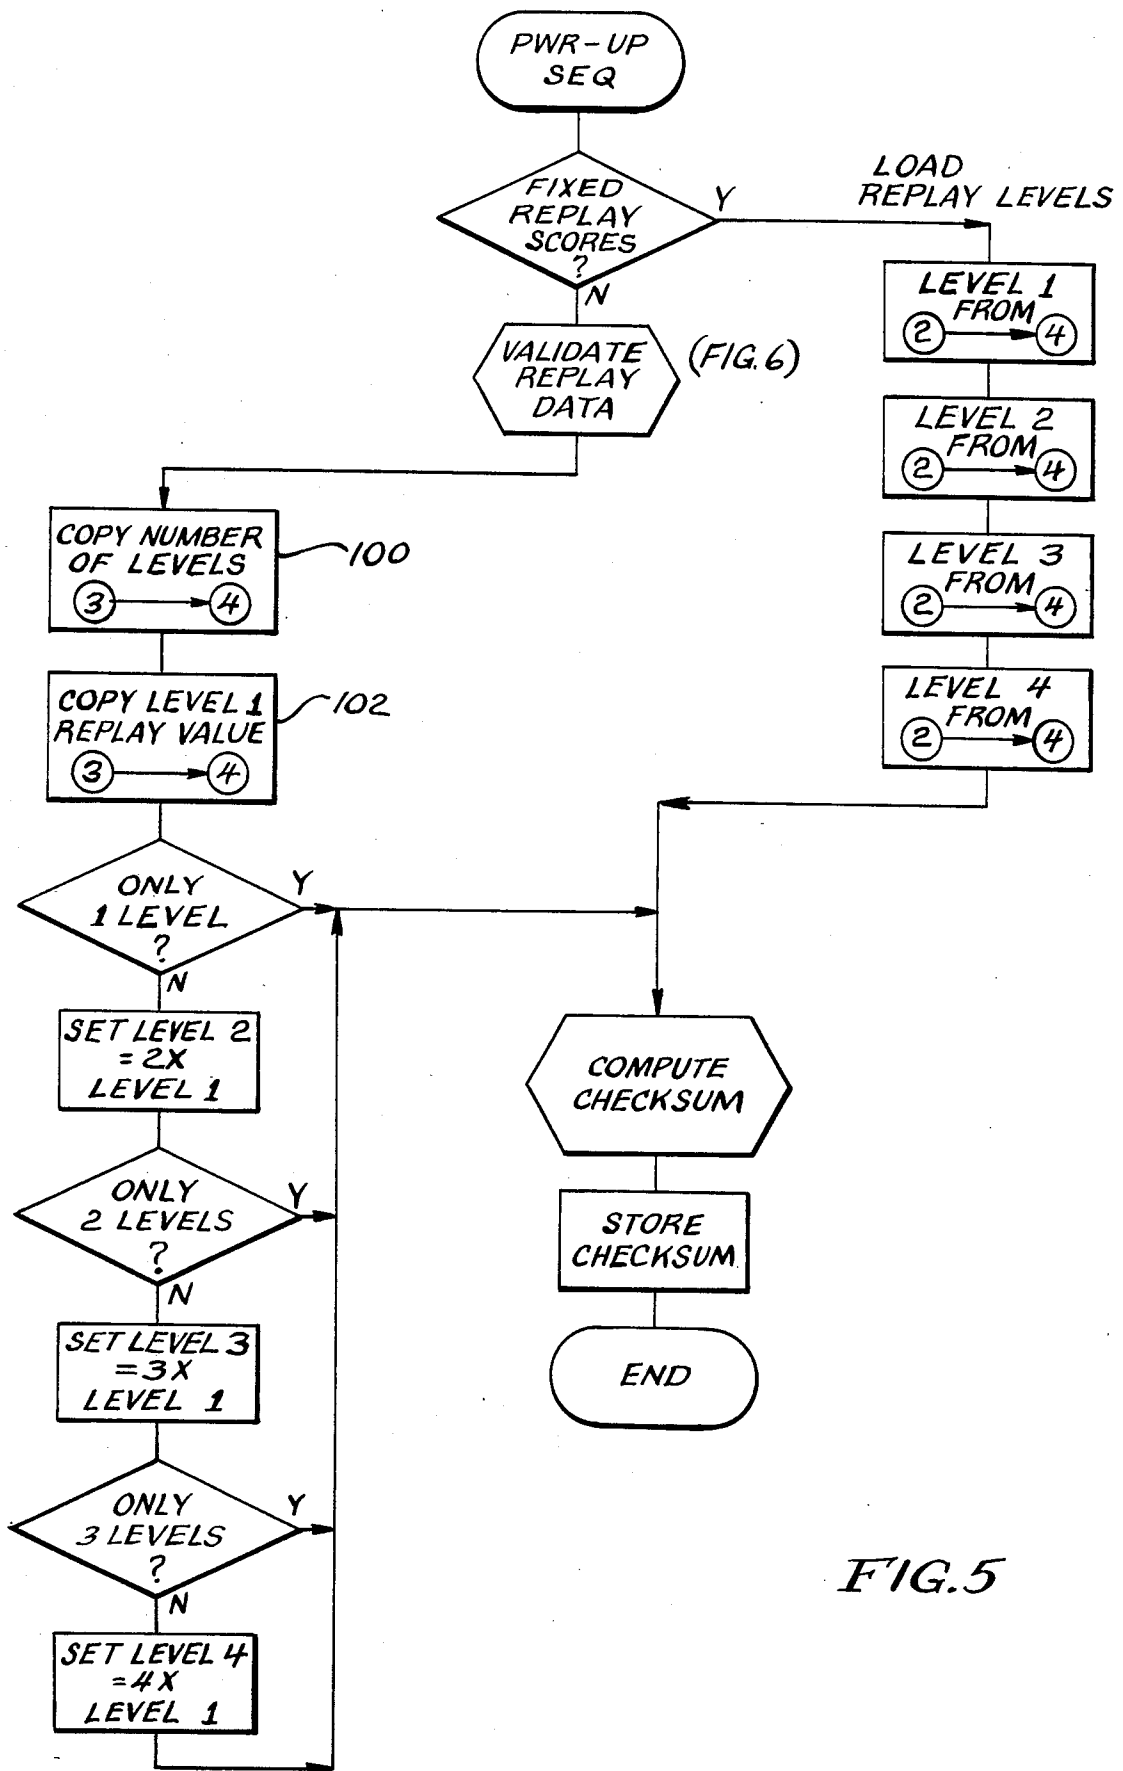 PWR-UP
SEQ
FIXED
REPLAY
SCORES
?
Y
N
LOAD
REPLAY LEVELS
LEVEL 1
FROM
2 4
LEVEL 2
FROM
2 4
LEVEL 3
FROM
2 4
LEVEL 4
FROM
2 4
VALIDATE
REPLAY
DATA
(FIG.6)
COPY NUMBER
OF LEVELS
3 4
100
COPY LEVEL 1
REPLAY VALUE
3 4
102
ONLY
1 LEVEL
?
Y
N
SET LEVEL 2
=2X
LEVEL 1
ONLY
2 LEVELS
?
Y
N
SET LEVEL 3
=3X
LEVEL 1
ONLY
3 LEVELS
?
Y
N
SET LEVEL 4
=4X
LEVEL 1
COMPUTE
CHECKSUM
STORE
CHECKSUM
END
FIG.5